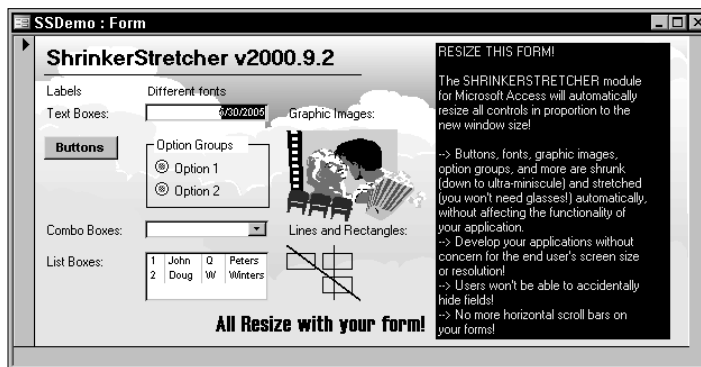 SSDemo : Form
ShrinkerStretcher v2000.9.2
Labels
Different fonts
Text Boxes:
6/30/2005
Graphic Images:
Buttons
Option Groups
Option 1
Option 2
Combo Boxes:
Lines and Rectangles:
List Boxes:
1 John Q Peters
2 Doug W Winters
All Resize with your form!
RESIZE THIS FORM!
The SHRINKERSTRETCHER module
for Microsoft Access will automatically
resize all controls in proportion to the
new window size!
--> Buttons, fonts, graphic images,
option groups, and more are shrunk
(down to ultra-miniscule) and stretched
(you won't need glasses!) automatically,
without affecting the functionality of
your application.
--> Develop your applications without
concern for the end user's screen size
or resolution!
--> Users won't be able to accidentally
hide fields!
--> No more horizontal scroll bars on
your forms!